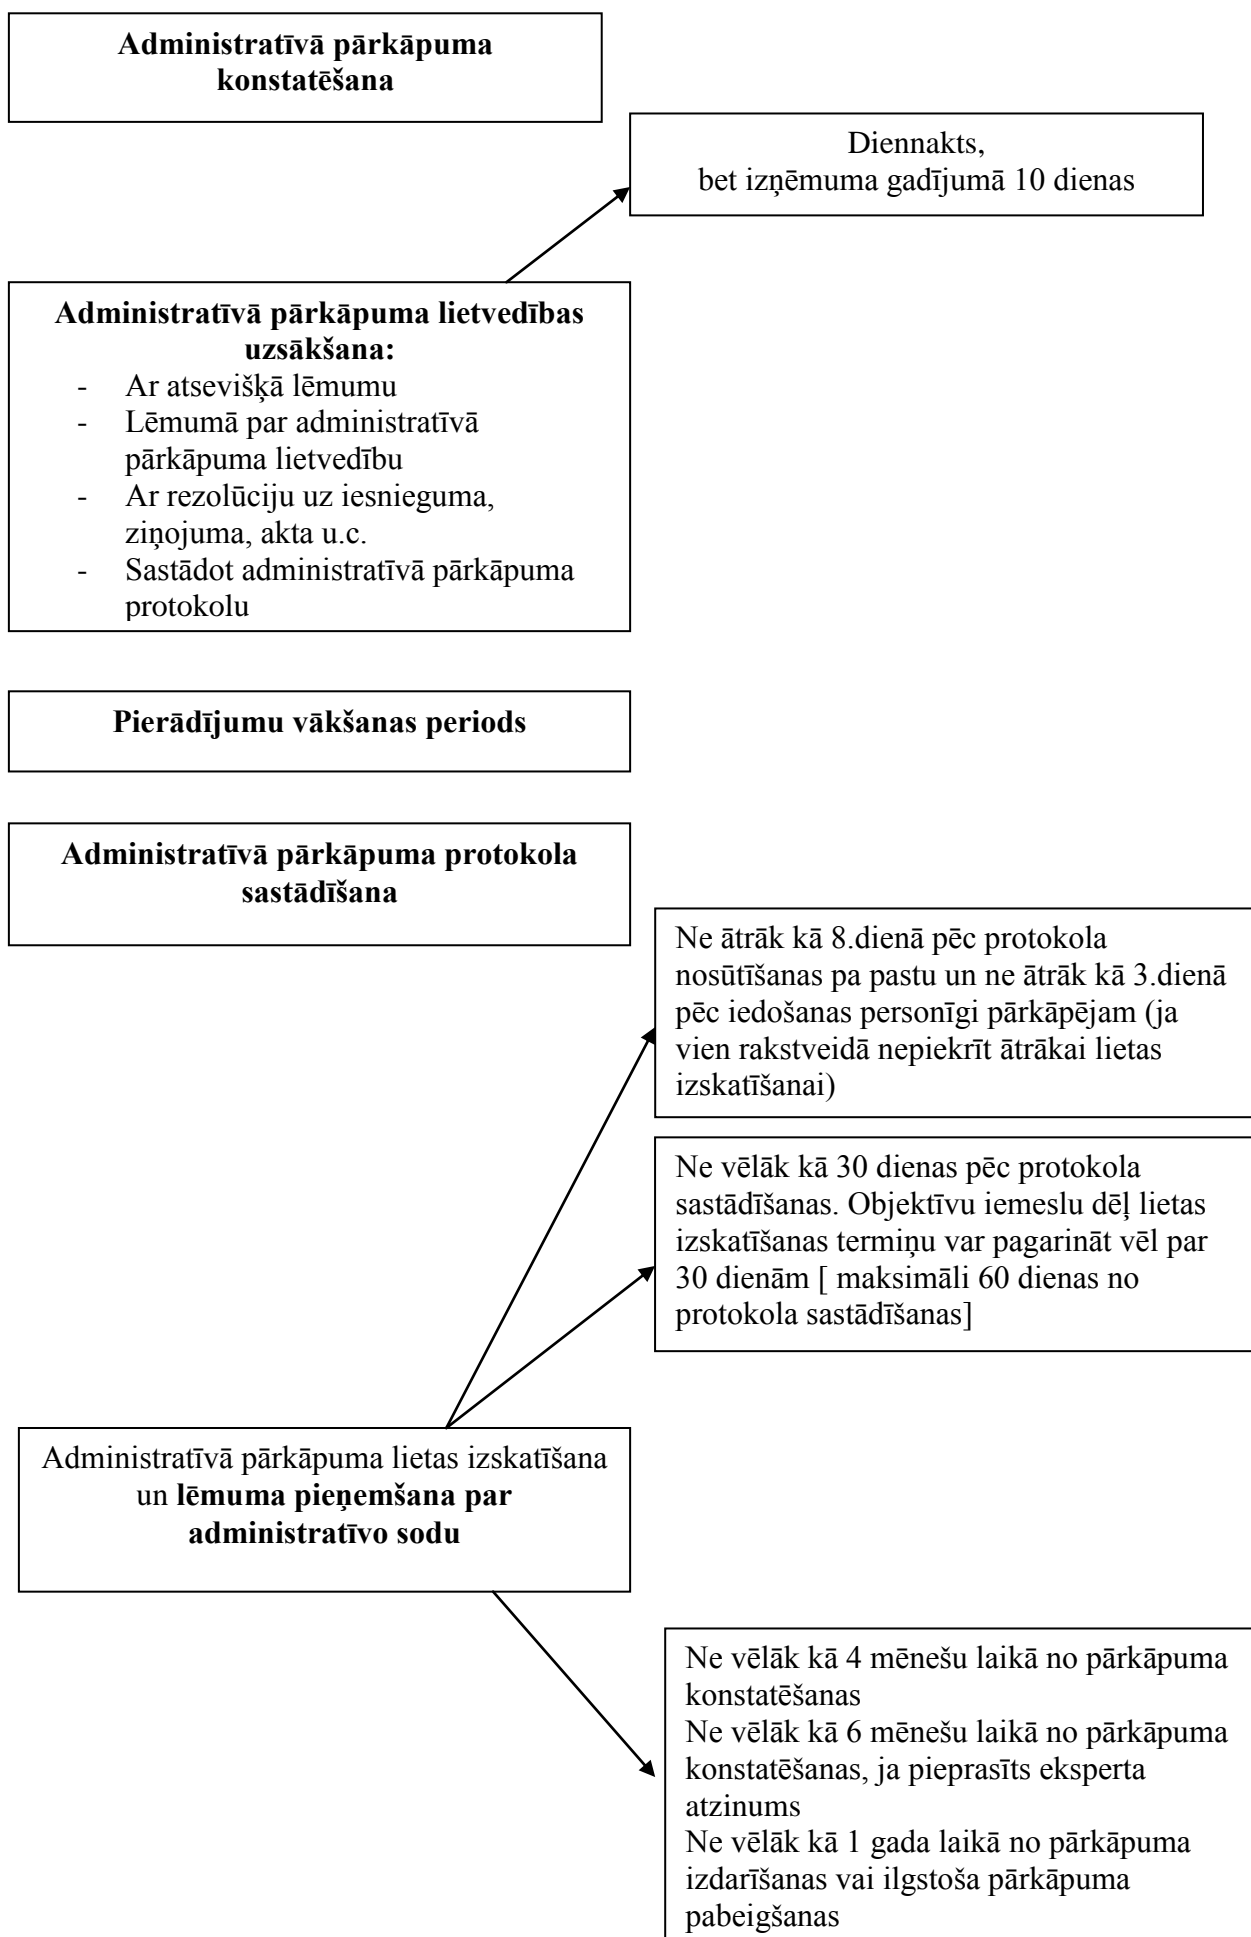 Administratīvā pārkāpuma
konstatēšana
Diennakts,
bet izņēmuma gadījumā 10 dienas
Administratīvā pārkāpuma lietvedības
uzsākšana:
- Ar atsevišķā lēmumu
- Lēmumā par administratīvā
pārkāpuma lietvedību
- Ar rezolūciju uz iesnieguma,
ziņojuma, akta u.c.
- Sastādot administratīvā pārkāpuma
protokolu
Pierādījumu vākšanas periods
Administratīvā pārkāpuma protokola
sastādīšana
Ne ātrāk kā 8.dienā pēc protokola
nosūtīšanas pa pastu un ne ātrāk kā 3.dienā
pēc iedošanas personīgi pārkāpējam (ja
vien rakstveidā nepiekrīt ātrākai lietas
izskatīšanai)
Ne vēlāk kā 30 dienas pēc protokola
sastādīšanas. Objektīvu iemeslu dēļ lietas
izskatīšanas termiņu var pagarināt vēl par
30 dienām [ maksimāli 60 dienas no
protokola sastādīšanas]
Administratīvā pārkāpuma lietas izskatīšana
un lēmuma pieņemšana par
administratīvo sodu
Ne vēlāk kā 4 mēnešu laikā no pārkāpuma
konstatēšanas
Ne vēlāk kā 6 mēnešu laikā no pārkāpuma
konstatēšanas, ja pieprasīts eksperta
atzinums
Ne vēlāk kā 1 gada laikā no pārkāpuma
izdarīšanas vai ilgstoša pārkāpuma
pabeigšanas